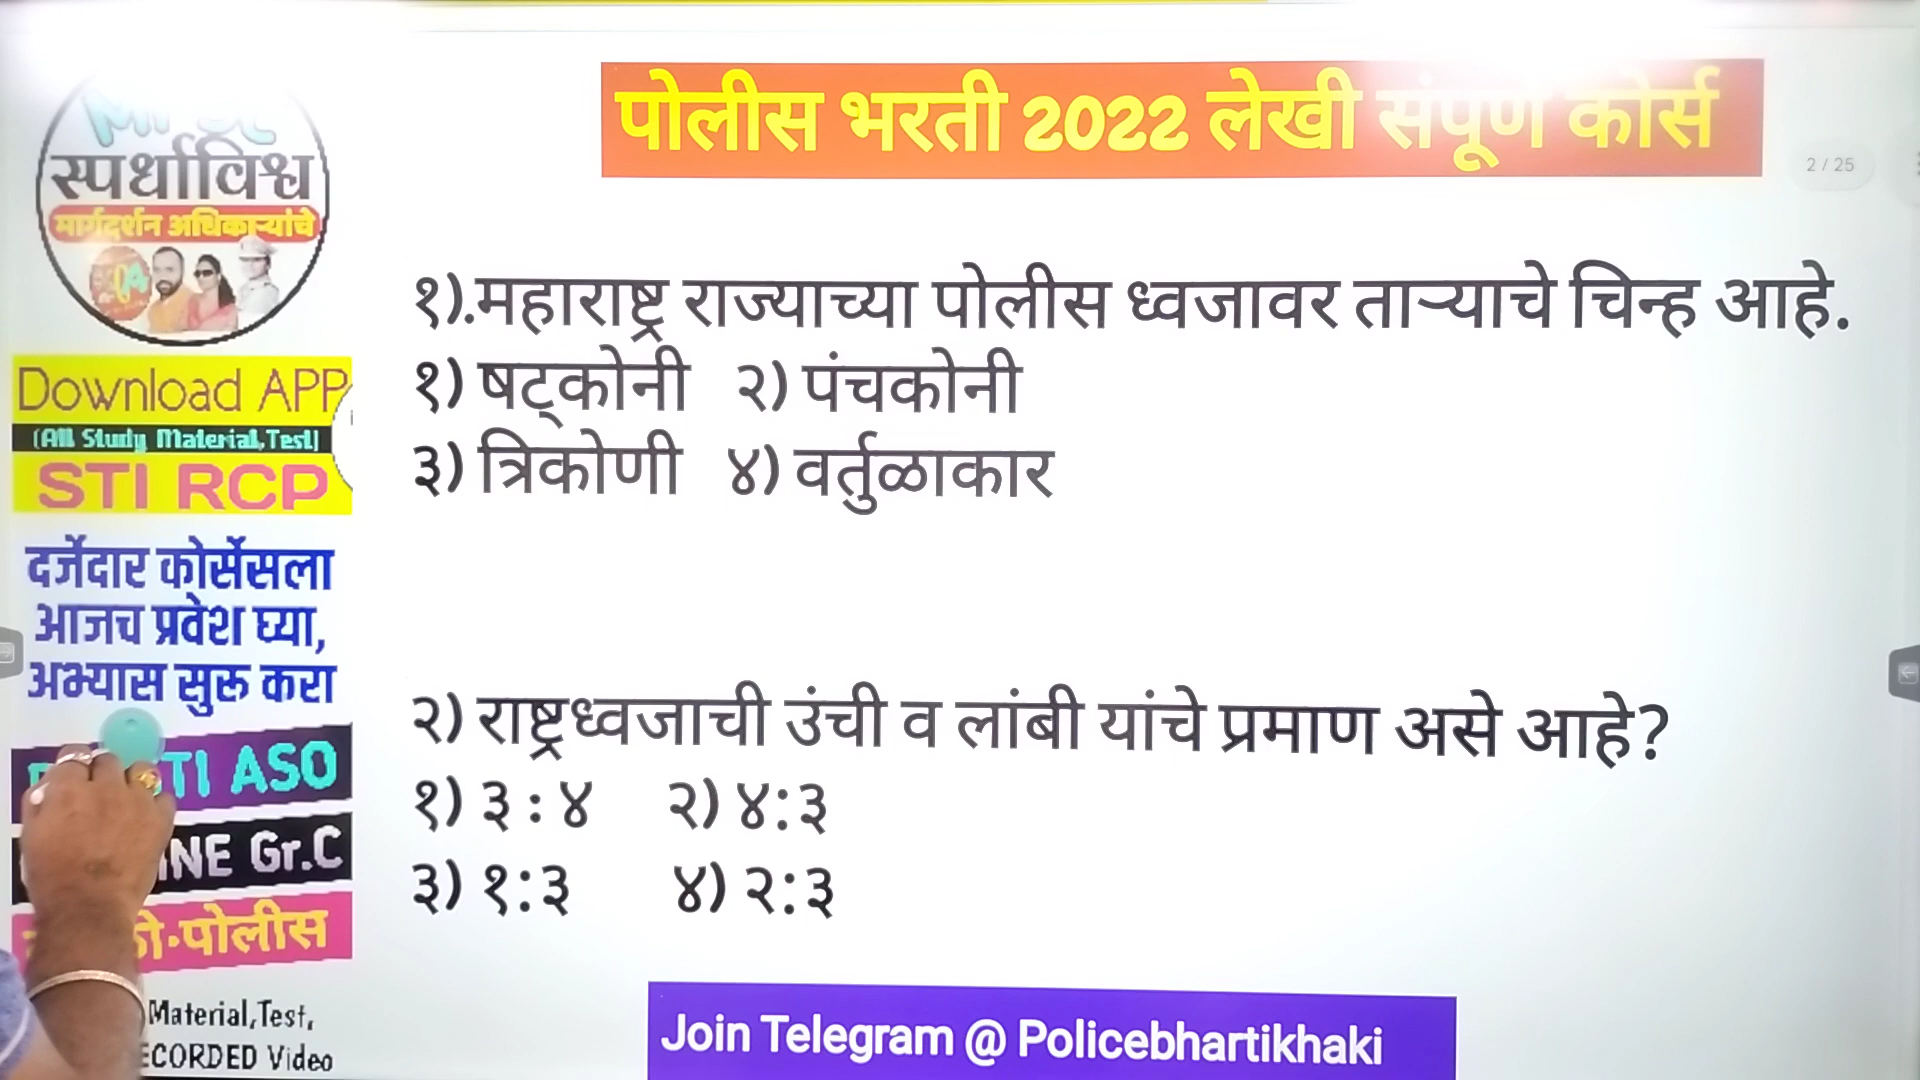 पोलीस भरती 2022 लेखी संपूर्ण कोर्स
2 / 25
स्पर्धाविश्व
मार्गदर्शन अधिकाऱ्यांचे
Download APP
(All Study Material,Test)
STI RCP
दर्जेदार कोर्सेसला
आजच प्रवेश घ्या,
अभ्यास सुरू करा
TI ASO
Gr.C
पोलीस
Material,Test,
Video
१).महाराष्ट्र राज्याच्या पोलीस ध्वजावर ताऱ्याचे चिन्ह आहे.
१) षट्कोनी २) पंचकोनी
३) त्रिकोणी ४) वर्तुळाकार
२) राष्ट्रध्वजाची उंची व लांबी यांचे प्रमाण असे आहे?
१) ३ : ४ २) ४:३
३) १:३ ४) २:३
Join Telegram @ Policebhartikhaki